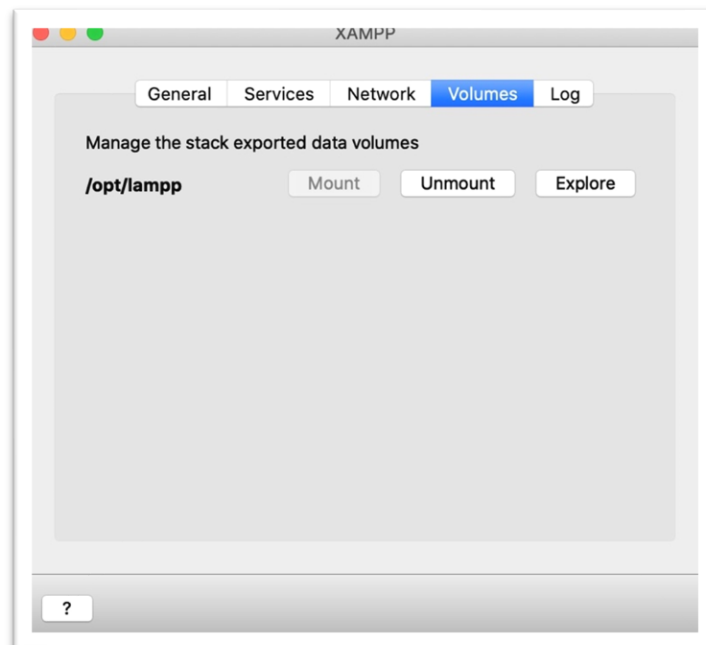 XAMPP
General Services Network Volumes Log
Manage the stack exported data volumes
/opt/lampp Mount Unmount Explore
?